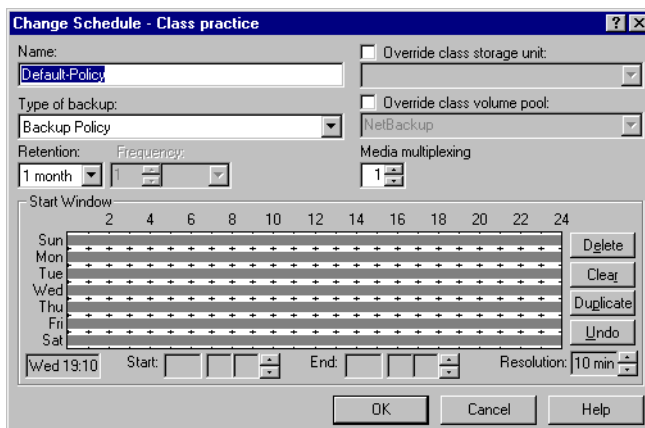 Change Schedule - Class practice
Name:
Override class storage unit:
Default-Policy
Type of backup:
Override class volume pool:
Backup Policy
NetBackup
Retention:
Frequency:
Media multiplexing
1 month
1
1
Start Window
2 4 6 8 10 12 14 16 18 20 22 24
Sun
Mon
Tue
Wed
Thu
Fri
Sat
Delete
Clear
Duplicate
Undo
Wed 19:10 Start: End: Resolution: 10 min
OK Cancel Help